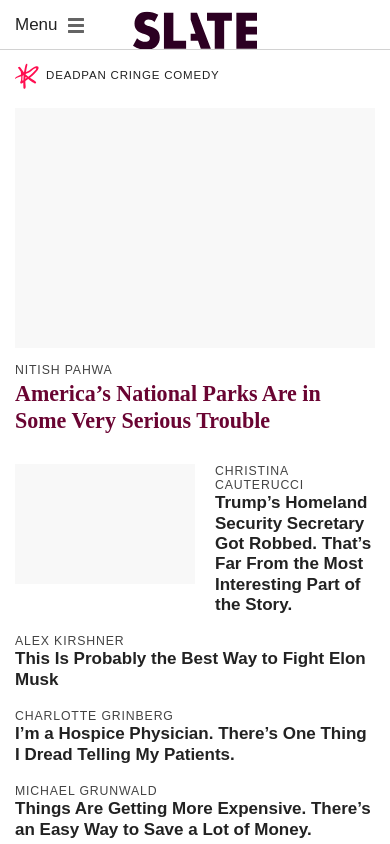 Menu
SLATE
DEADPAN CRINGE COMEDY
NITISH PAHWA
America’s National Parks Are in
Some Very Serious Trouble
CHRISTINA
CAUTERUCCI
Trump’s Homeland
Security Secretary
Got Robbed. That’s
Far From the Most
Interesting Part of
the Story.
ALEX KIRSHNER
This Is Probably the Best Way to Fight Elon
Musk
CHARLOTTE GRINBERG
I’m a Hospice Physician. There’s One Thing
I Dread Telling My Patients.
MICHAEL GRUNWALD
Things Are Getting More Expensive. There’s
an Easy Way to Save a Lot of Money.